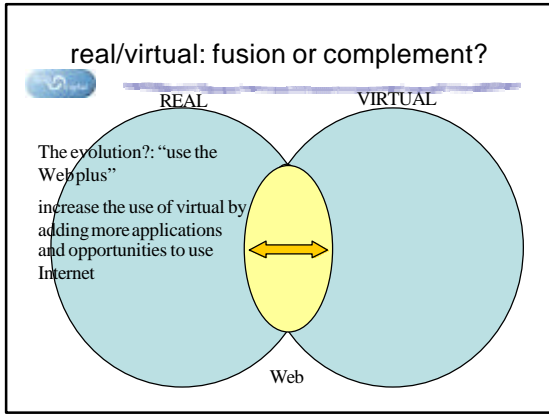 real/virtual: fusion or complement?
REAL
VIRTUAL
The evolution?: “use the
Webplus”
increase the use of virtual by
adding more applications
and opportunities to use
Internet
Web